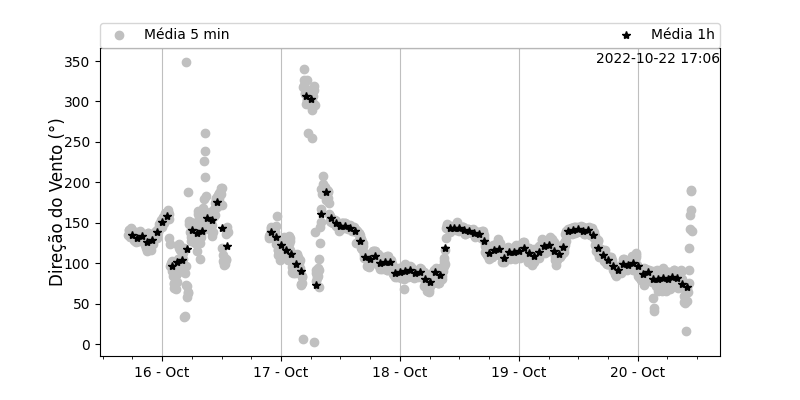 Média 5 min
Média 1h
2022-10-22 17:06
Direção do Vento (°)
350
300
250
200
150
100
50
0
16 - Oct
17 - Oct
18 - Oct
19 - Oct
20 - Oct